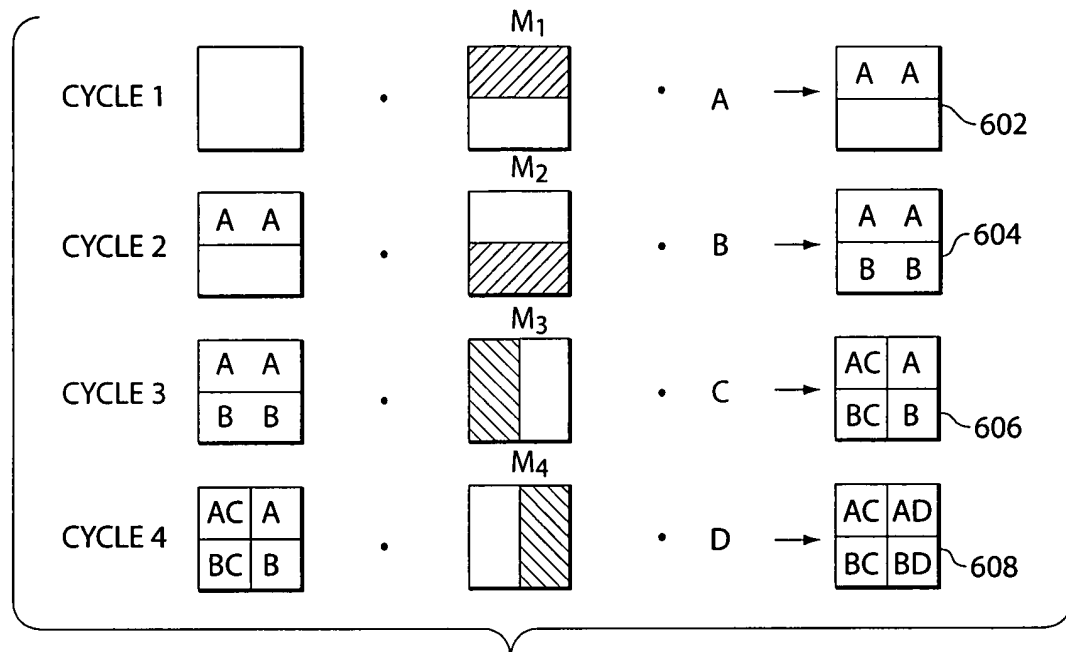 M1
CYCLE 1 • • A → A A
602
M2
CYCLE 2 A A • • B → A A
B B
604
M3
CYCLE 3 A A
B B • • C → AC A
BC B
606
M4
CYCLE 4 AC A
BC B • • D → AC AD
BC BD
608